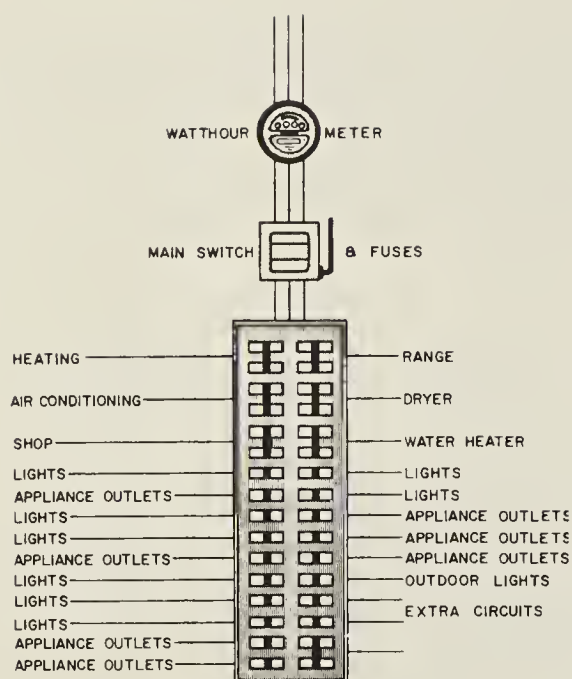 WATTHOUR METER
MAIN SWITCH & FUSES
HEATING
AIR CONDITIONING
SHOP
LIGHTS
APPLIANCE OUTLETS
LIGHTS
LIGHTS
APPLIANCE OUTLETS
LIGHTS
LIGHTS
LIGHTS
APPLIANCE OUTLETS
APPLIANCE OUTLETS
RANGE
DRYER
WATER HEATER
LIGHTS
LIGHTS
APPLIANCE OUTLETS
APPLIANCE OUTLETS
APPLIANCE OUTLETS
OUTDOOR LIGHTS
EXTRA CIRCUITS